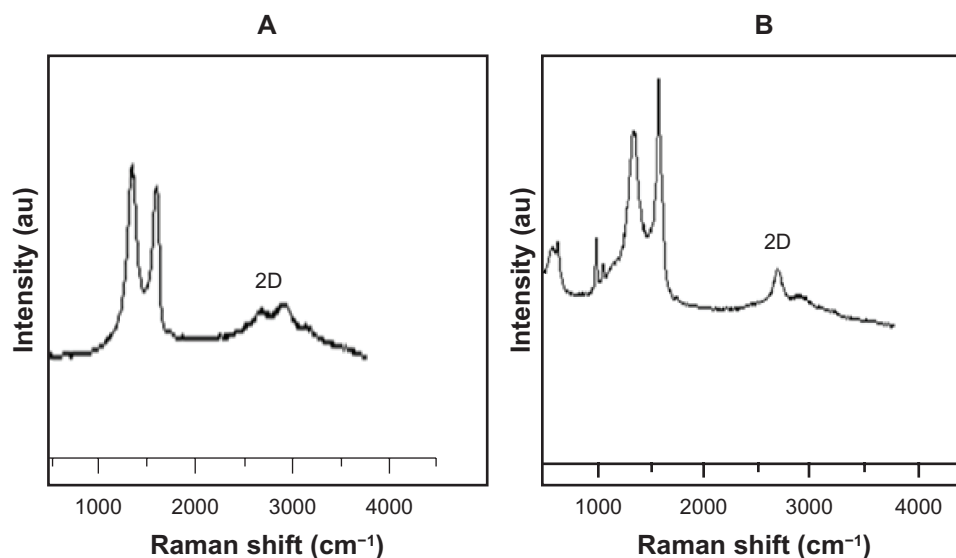 A
Intensity (au)
2D
1000 2000 3000 4000
Raman shift (cm⁻¹)
B
Intensity (au)
2D
1000 2000 3000 4000
Raman shift (cm⁻¹)